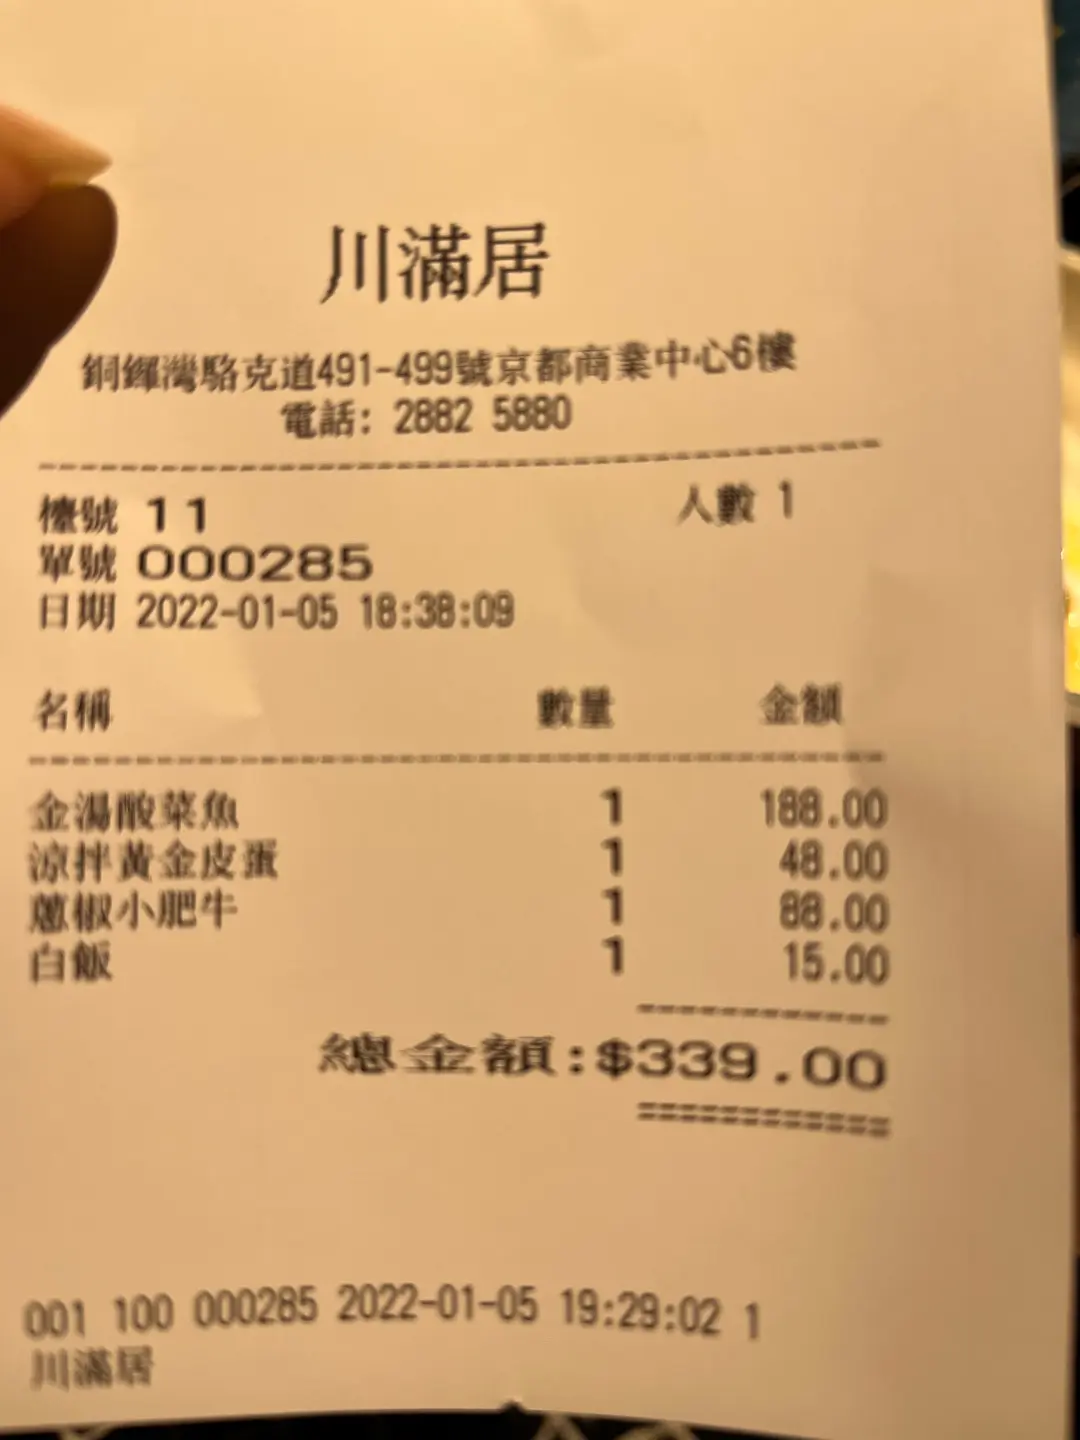 川滿居
銅鑼灣駱克道491-499號京都商業中心6樓
電話: 2882 5880
檯號 11
人數 1
單號 000285
日期 2022-01-05 18:38:09
名稱 數量 金額
金湯酸菜魚 1 188.00
涼拌黃金皮蛋 1 48.00
蔥椒小肥牛 1 88.00
白飯 1 15.00
總金額:$339.00
001 100 000285 2022-01-05 19:29:02 1
川滿居